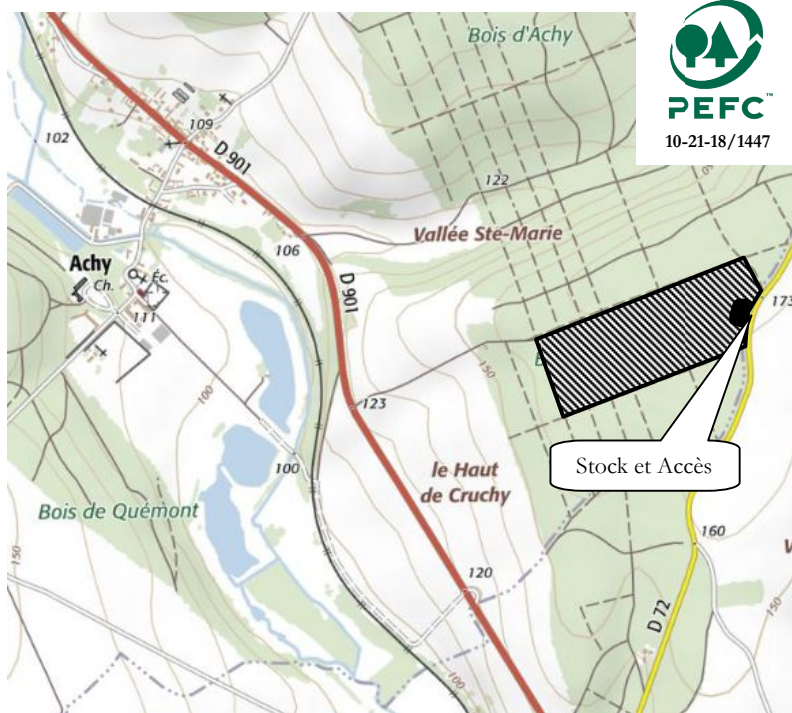 Bois d'Achy
PEFC™
10-21-18/1447
102
109
D 901
122
Vallée Ste-Marie
106
Achy
Éc.
Ch.
111
D 901
173
150
100
123
Stock et Accès
100
le Haut
de Cruchy
Bois de Quémont
160
150
120
150
D 72
100